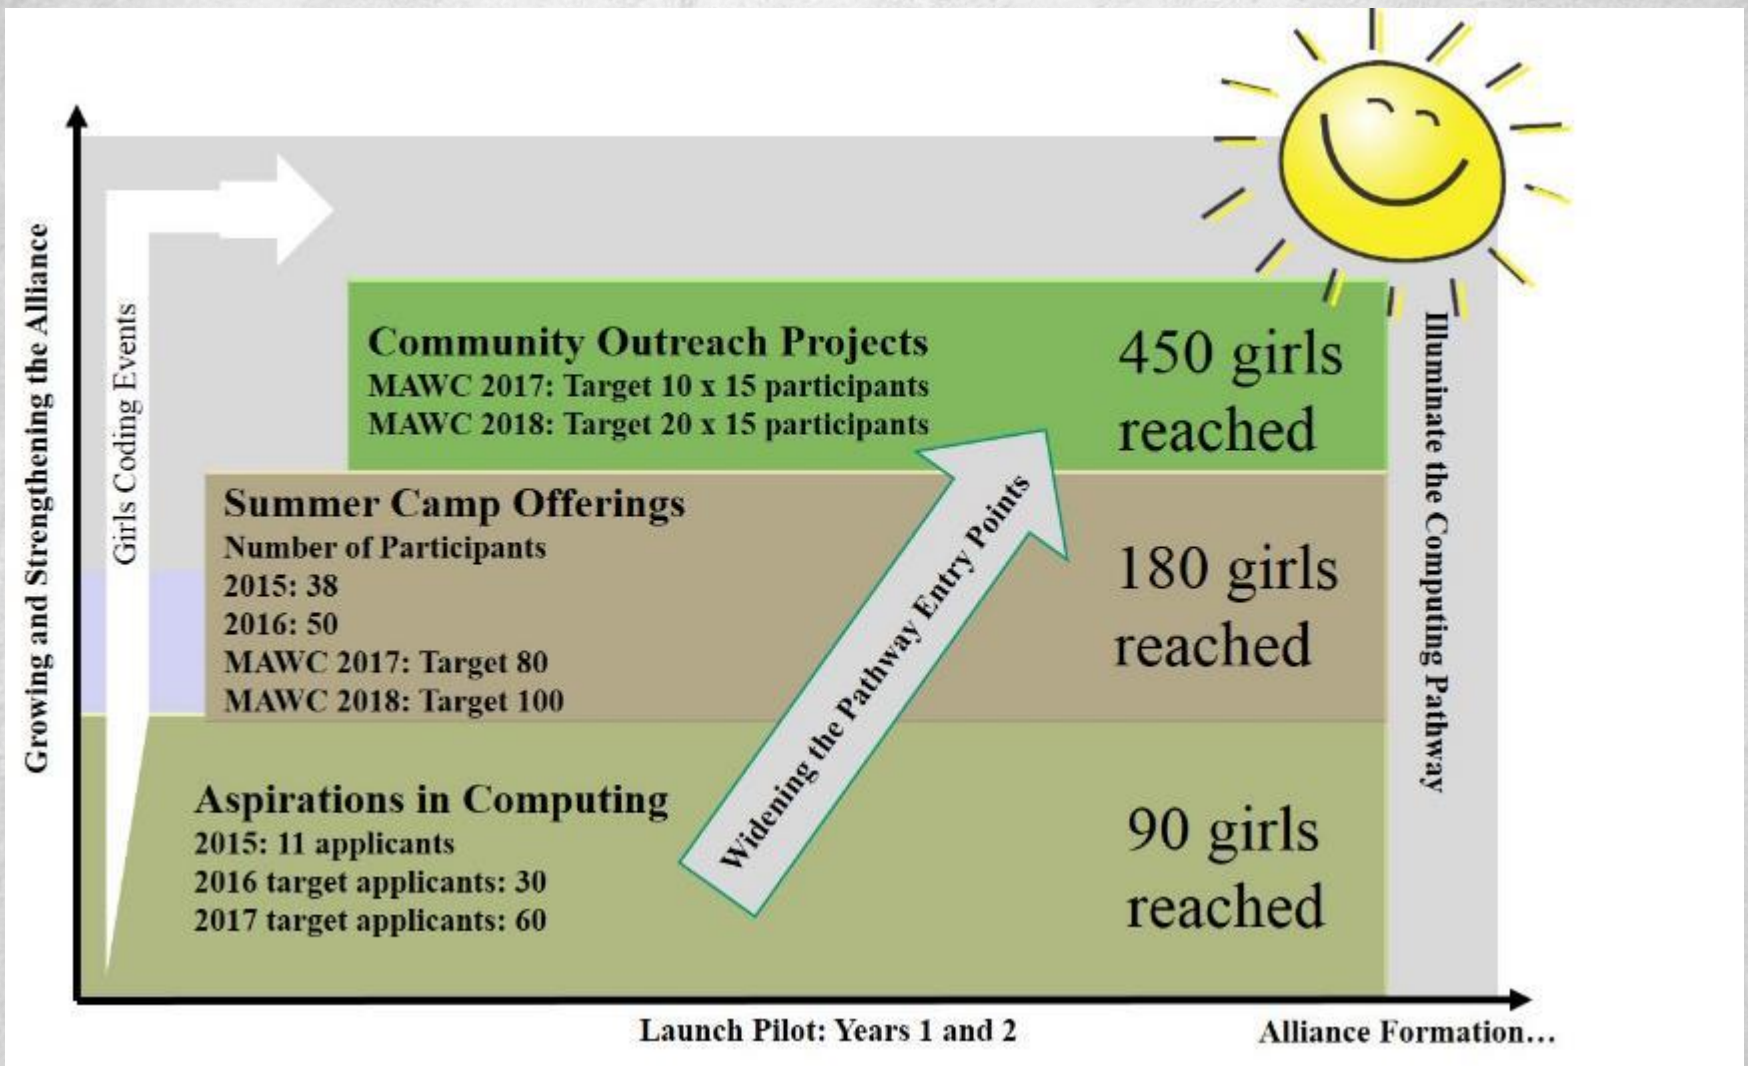 Growing and Strengthening the Alliance
Girls Coding Events
Community Outreach Projects
MAWC 2017: Target 10 x 15 participants
MAWC 2018: Target 20 x 15 participants
450 girls
reached
Summer Camp Offerings
Number of Participants
2015: 38
2016: 50
MAWC 2017: Target 80
MAWC 2018: Target 100
180 girls
reached
Aspirations in Computing
2015: 11 applicants
2016 target applicants: 30
2017 target applicants: 60
90 girls
reached
Widening the Pathway Entry Points
Illuminate the Computing Pathway
Launch Pilot: Years 1 and 2
Alliance Formation...